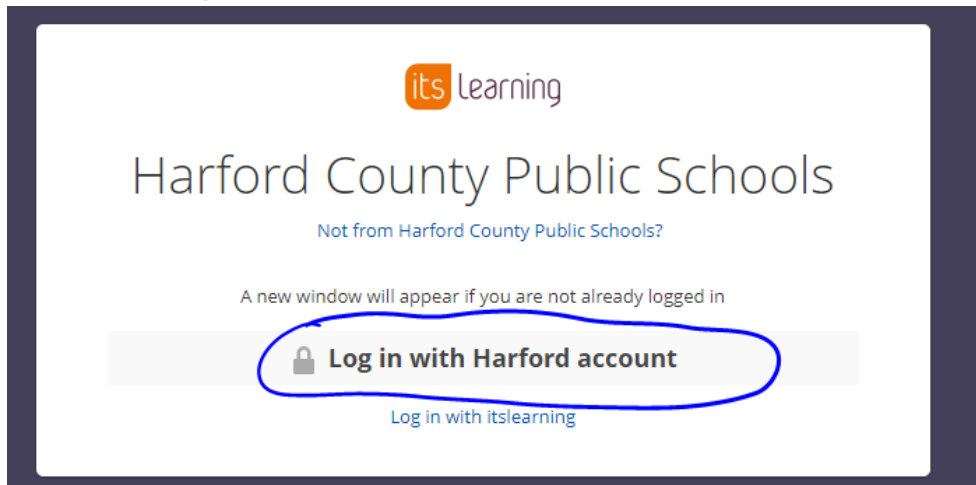 its learning
Harford County Public Schools
Not from Harford County Public Schools?
A new window will appear if you are not already logged in
Log in with Harford account
Log in with itslearning